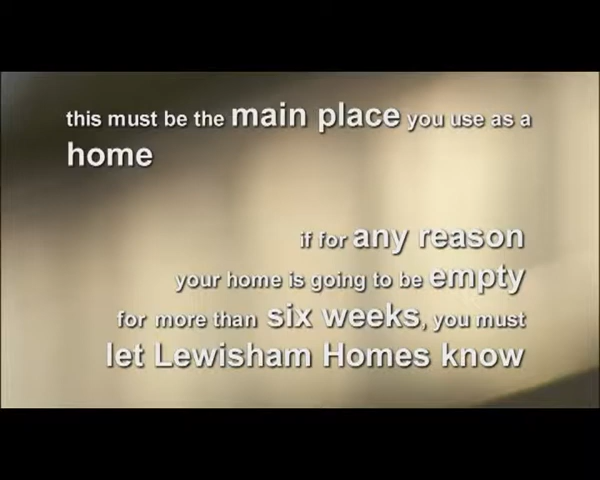 this must be the main place you use as a
home
if for any reason
your home is going to be empty
for more than six weeks, you must
let Lewisham Homes know